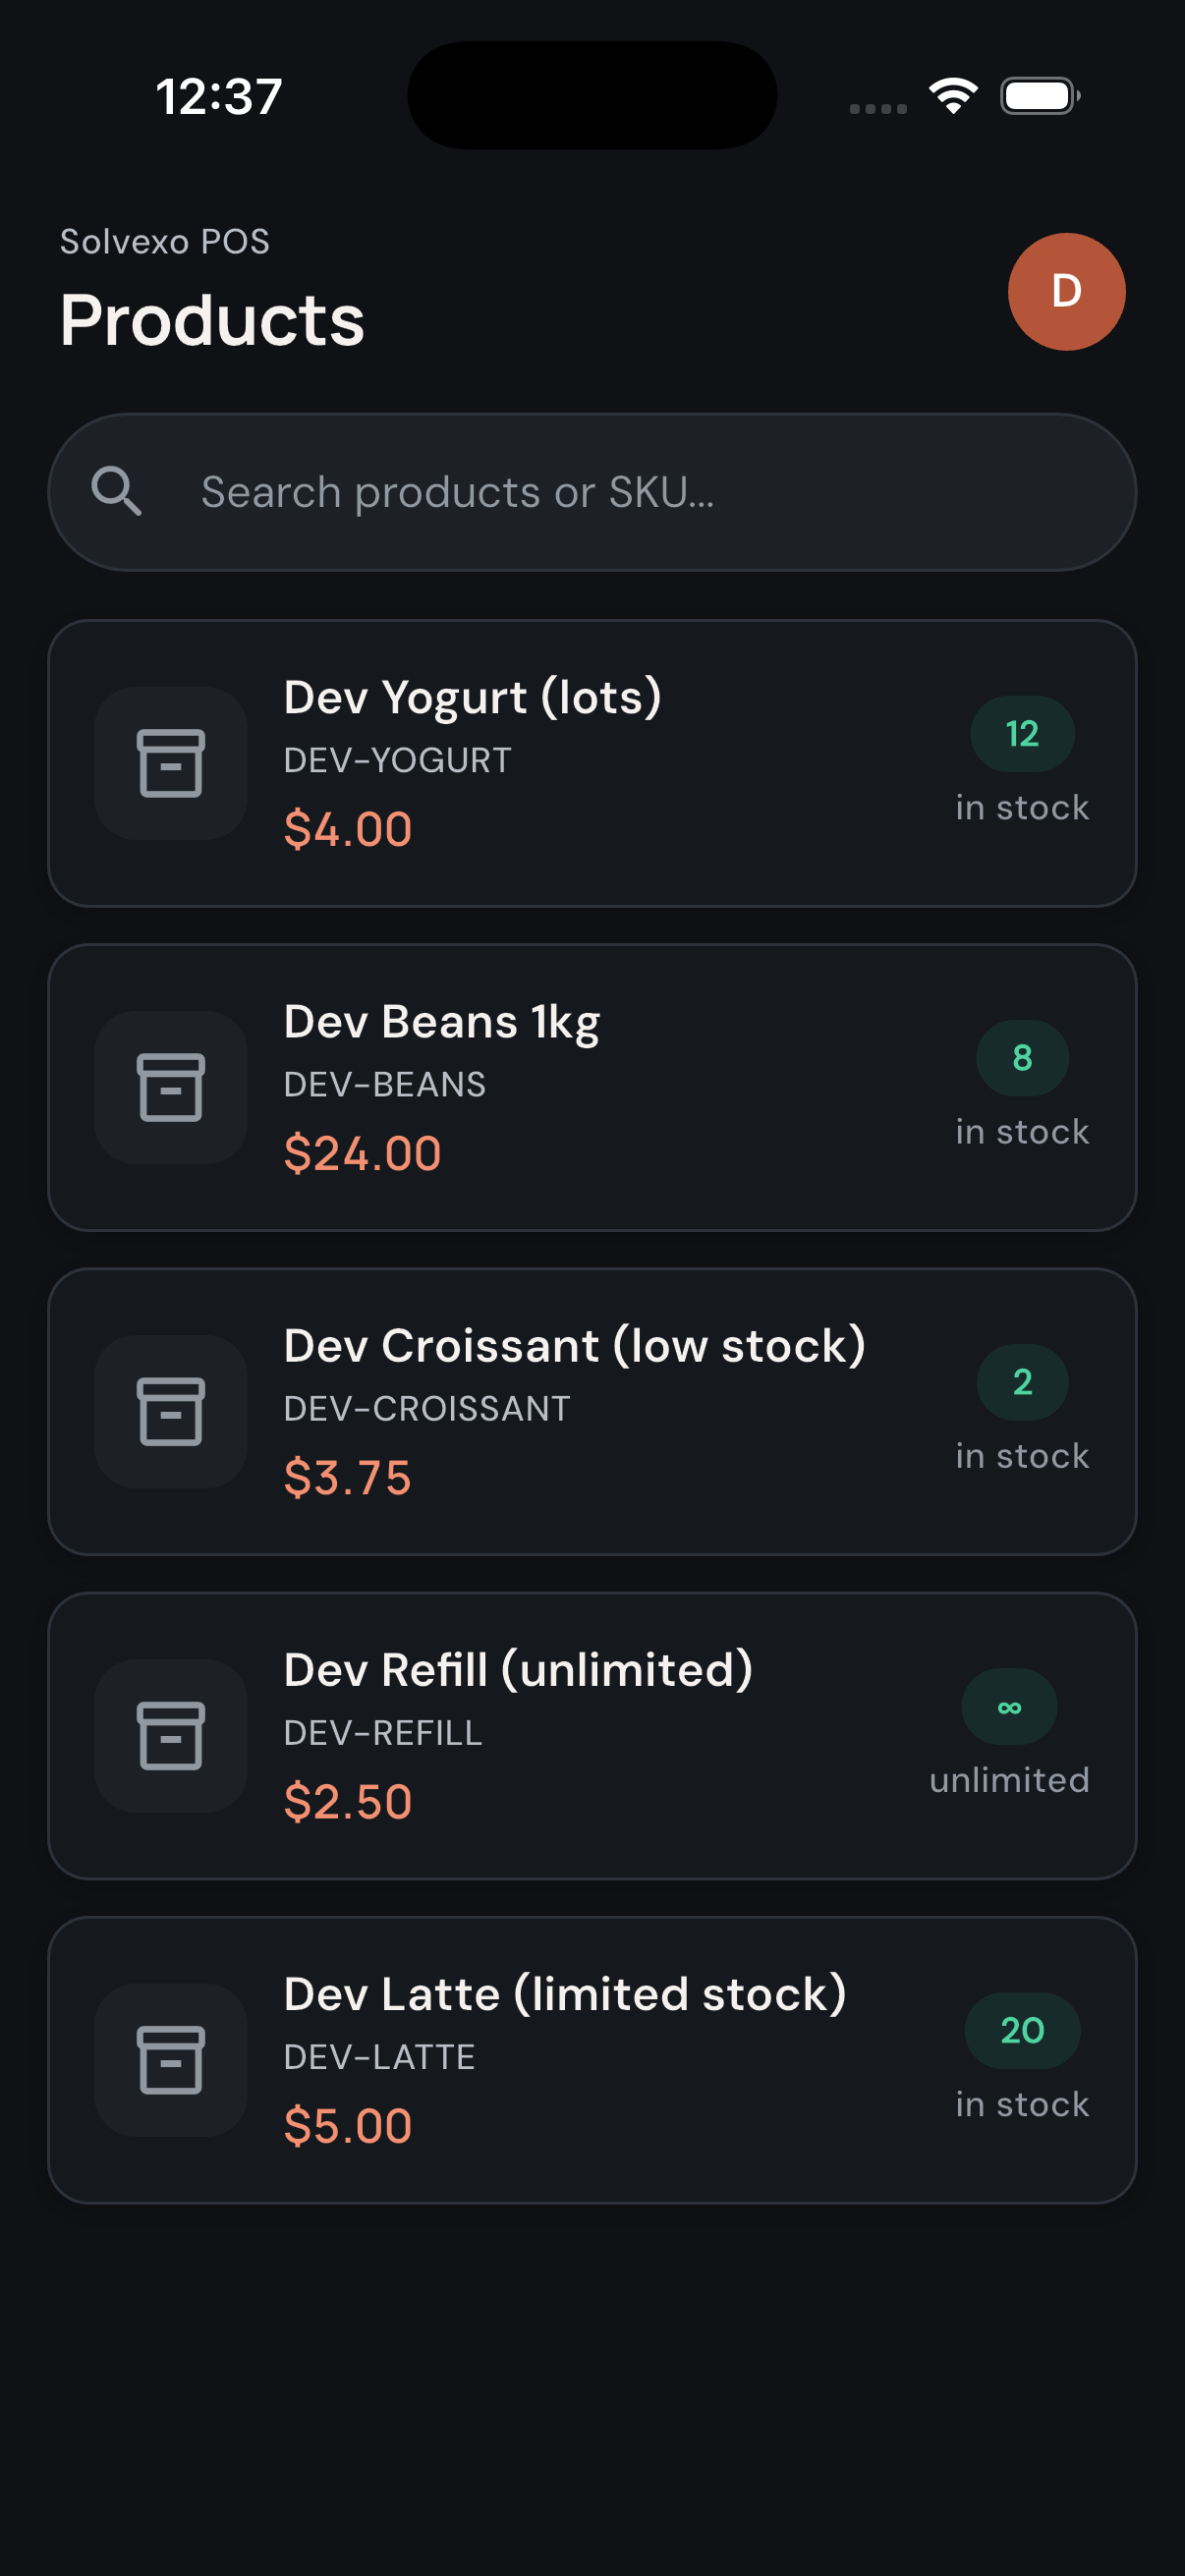 12:37
Solvexo POS
Products
D
Search products or SKU...
Dev Yogurt (lots)
DEV-YOGURT
$4.00
12
in stock
Dev Beans 1kg
DEV-BEANS
$24.00
8
in stock
Dev Croissant (low stock)
DEV-CROISSANT
$3.75
2
in stock
Dev Refill (unlimited)
DEV-REFILL
$2.50
∞
unlimited
Dev Latte (limited stock)
DEV-LATTE
$5.00
20
in stock